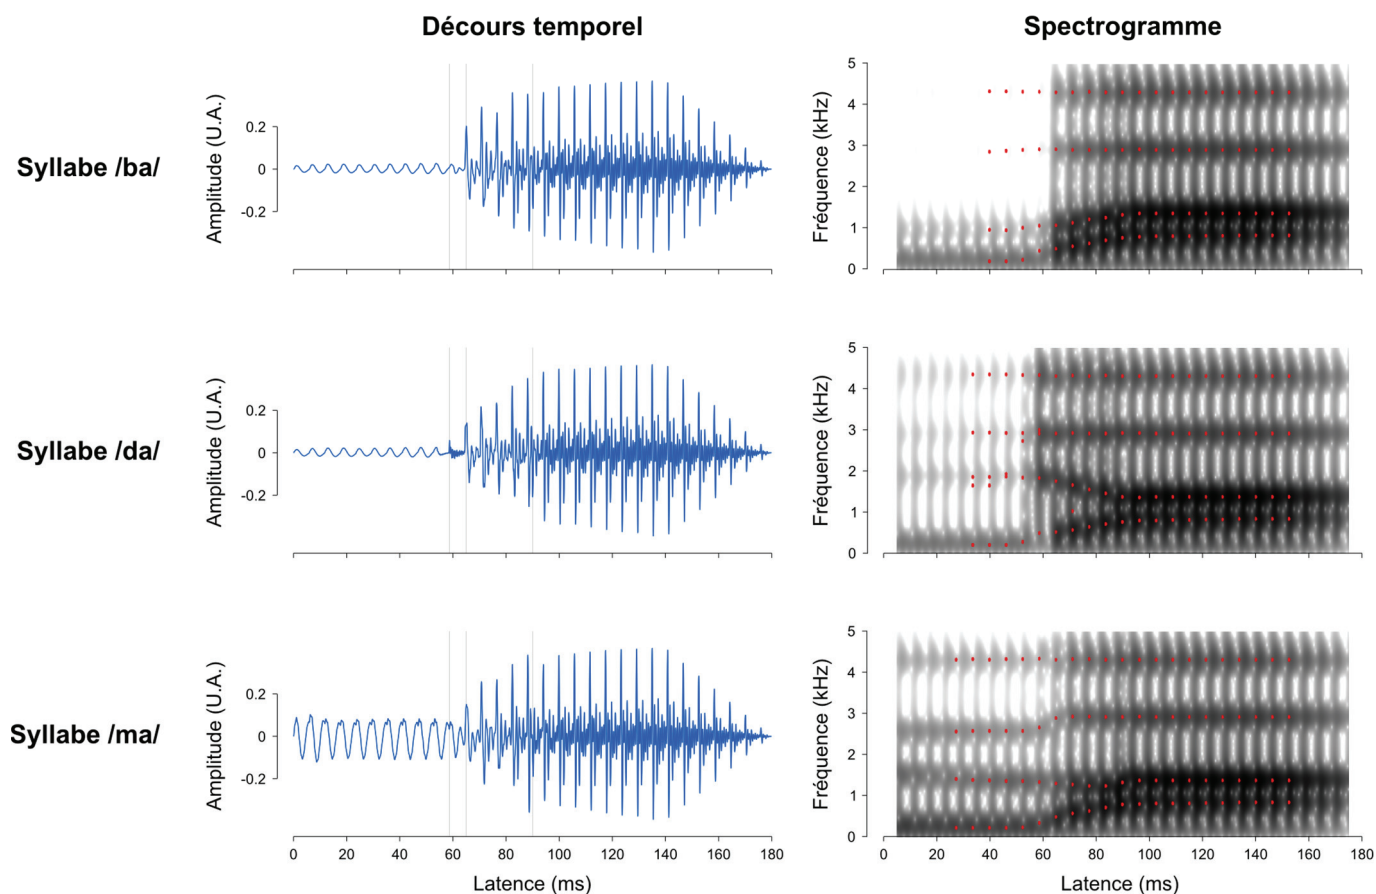 Décours temporel
Spectrogramme
Syllabe /ba/
Amplitude (U.A.)
0.2
0
-0.2
Fréquence (kHz)
5
4
3
2
1
0
Syllabe /da/
Amplitude (U.A.)
0.2
0
-0.2
Fréquence (kHz)
5
4
3
2
1
0
Syllabe /ma/
Amplitude (U.A.)
0.2
0
-0.2
0 20 40 60 80 100 120 140 160 180
Latence (ms)
Fréquence (kHz)
5
4
3
2
1
0
0 20 40 60 80 100 120 140 160 180
Latence (ms)